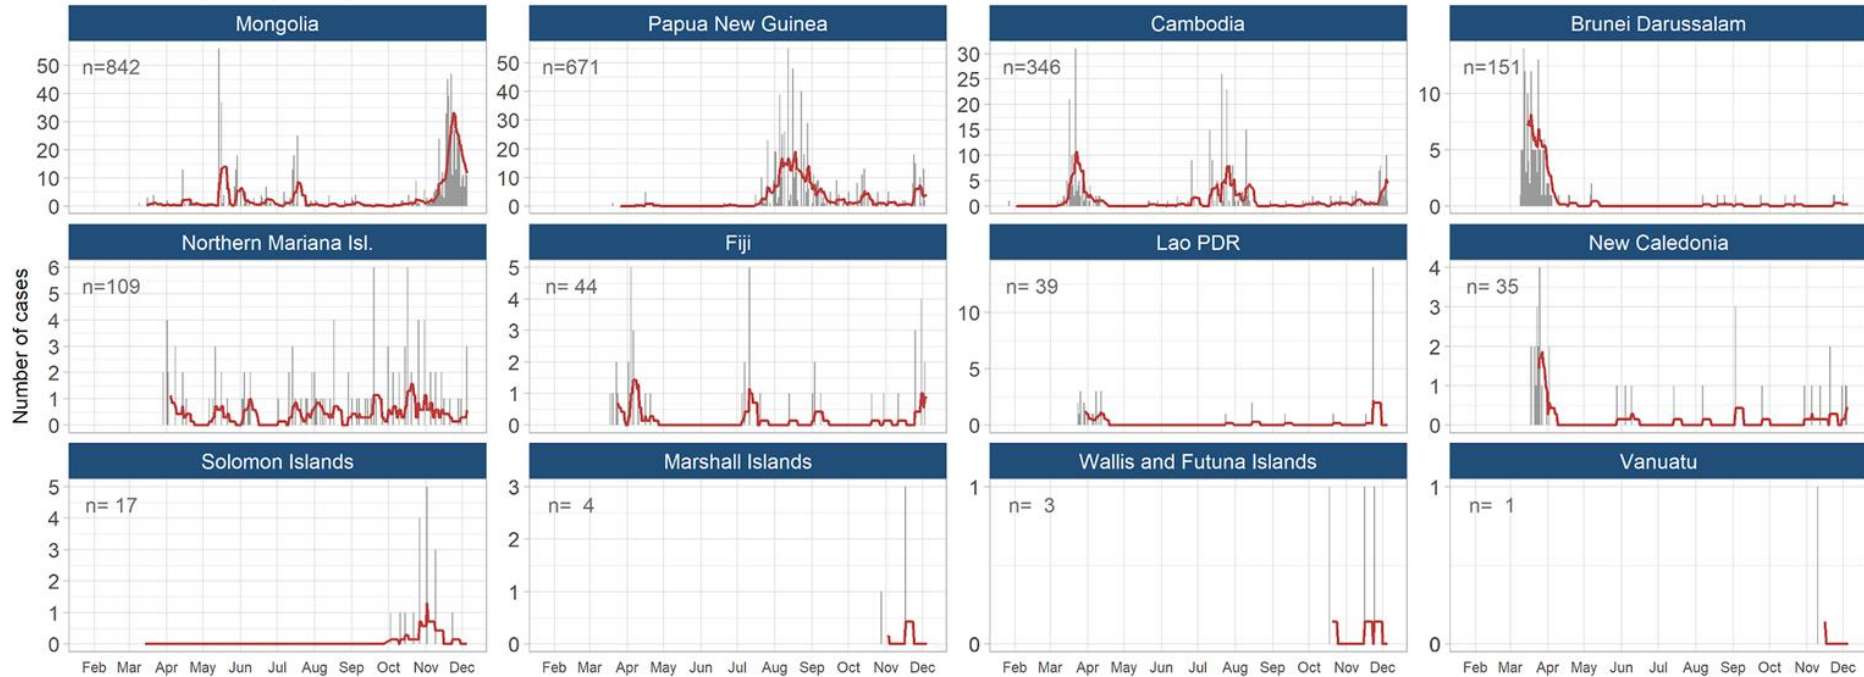 Mongolia
Papua New Guinea
Cambodia
Brunei Darussalam
n=842
50
40
30
20
10
0
n=671
50
40
30
20
10
0
n=346
30
25
20
15
10
5
0
n=151
10
5
0
Northern Mariana Isl.
Fiji
Lao PDR
New Caledonia
n=109
6
5
4
3
2
1
0
n= 44
5
4
3
2
1
0
n= 39
10
5
0
n= 35
4
3
2
1
0
Number of cases
Solomon Islands
Marshall Islands
Wallis and Futuna Islands
Vanuatu
n= 17
5
4
3
2
1
0
n= 4
3
2
1
0
n= 3
1
0
n= 1
1
0
Feb Mar Apr May Jun Jul Aug Sep Oct Nov Dec
Feb Mar Apr May Jun Jul Aug Sep Oct Nov Dec
Feb Mar Apr May Jun Jul Aug Sep Oct Nov Dec
Feb Mar Apr May Jun Jul Aug Sep Oct Nov Dec